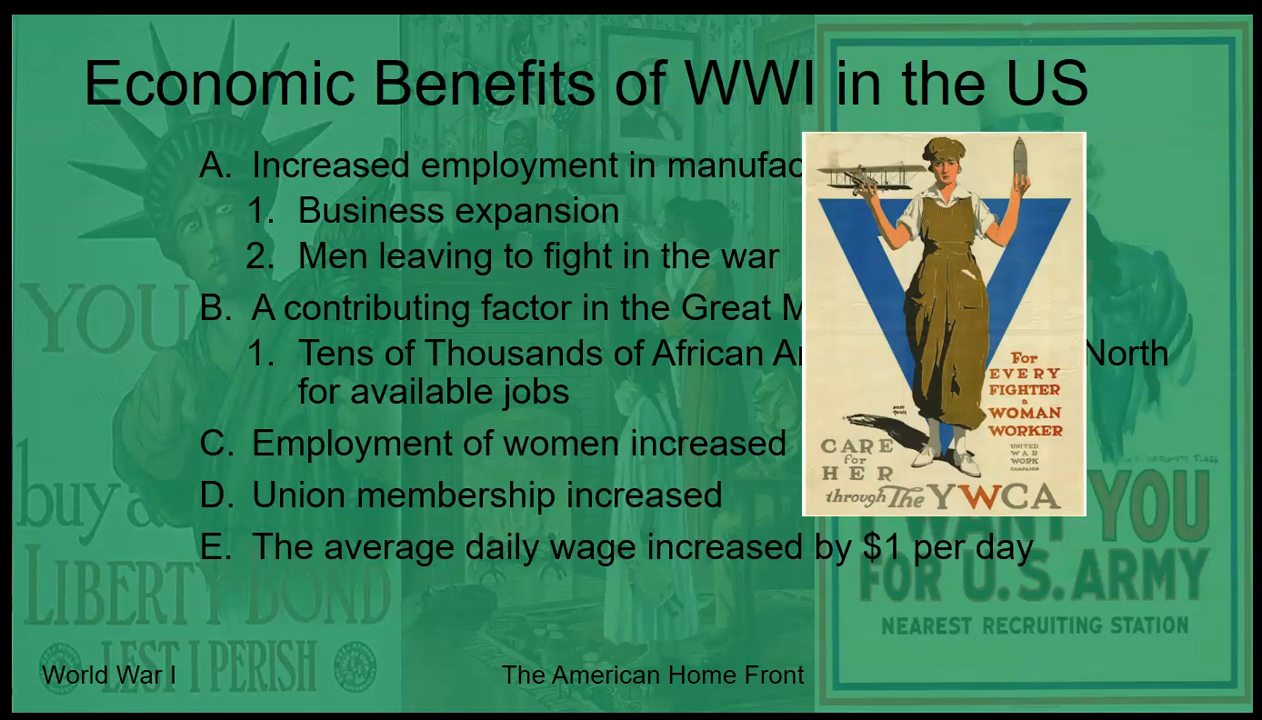 Economic Benefits of WWI in the US
A. Increased employment in manufac
1. Business expansion
2. Men leaving to fight in the war
B. A contributing factor in the Great M
1. Tens of Thousands of African A
North
for available jobs
C. Employment of women increased
D. Union membership increased
E. The average daily wage increased by $1 per day
For
EVERY
FIGHTER
a
WOMAN
WORKER
UNITED
WAR
WORK
CAMPAIGN
CARE
for
HER
through The YWCA
YOU
buy a
LIBERTY BOND
LEST I PERISH
I WANT YOU
FOR U.S. ARMY
NEAREST RECRUITING STATION
World War I
The American Home Front